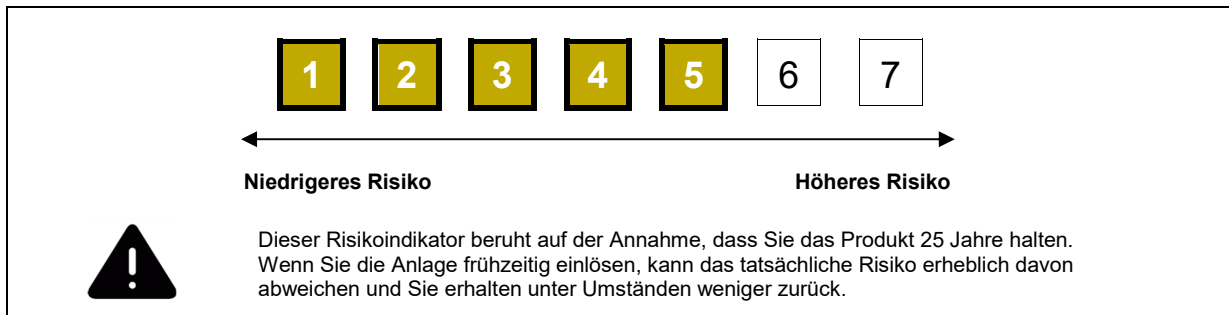 1 2 3 4 5 6 7
Niedrigeres Risiko Höheres Risiko
Dieser Risikoindikator beruht auf der Annahme, dass Sie das Produkt 25 Jahre halten.
Wenn Sie die Anlage frühzeitig einlösen, kann das tatsächliche Risiko erheblich davon
abweichen und Sie erhalten unter Umständen weniger zurück.